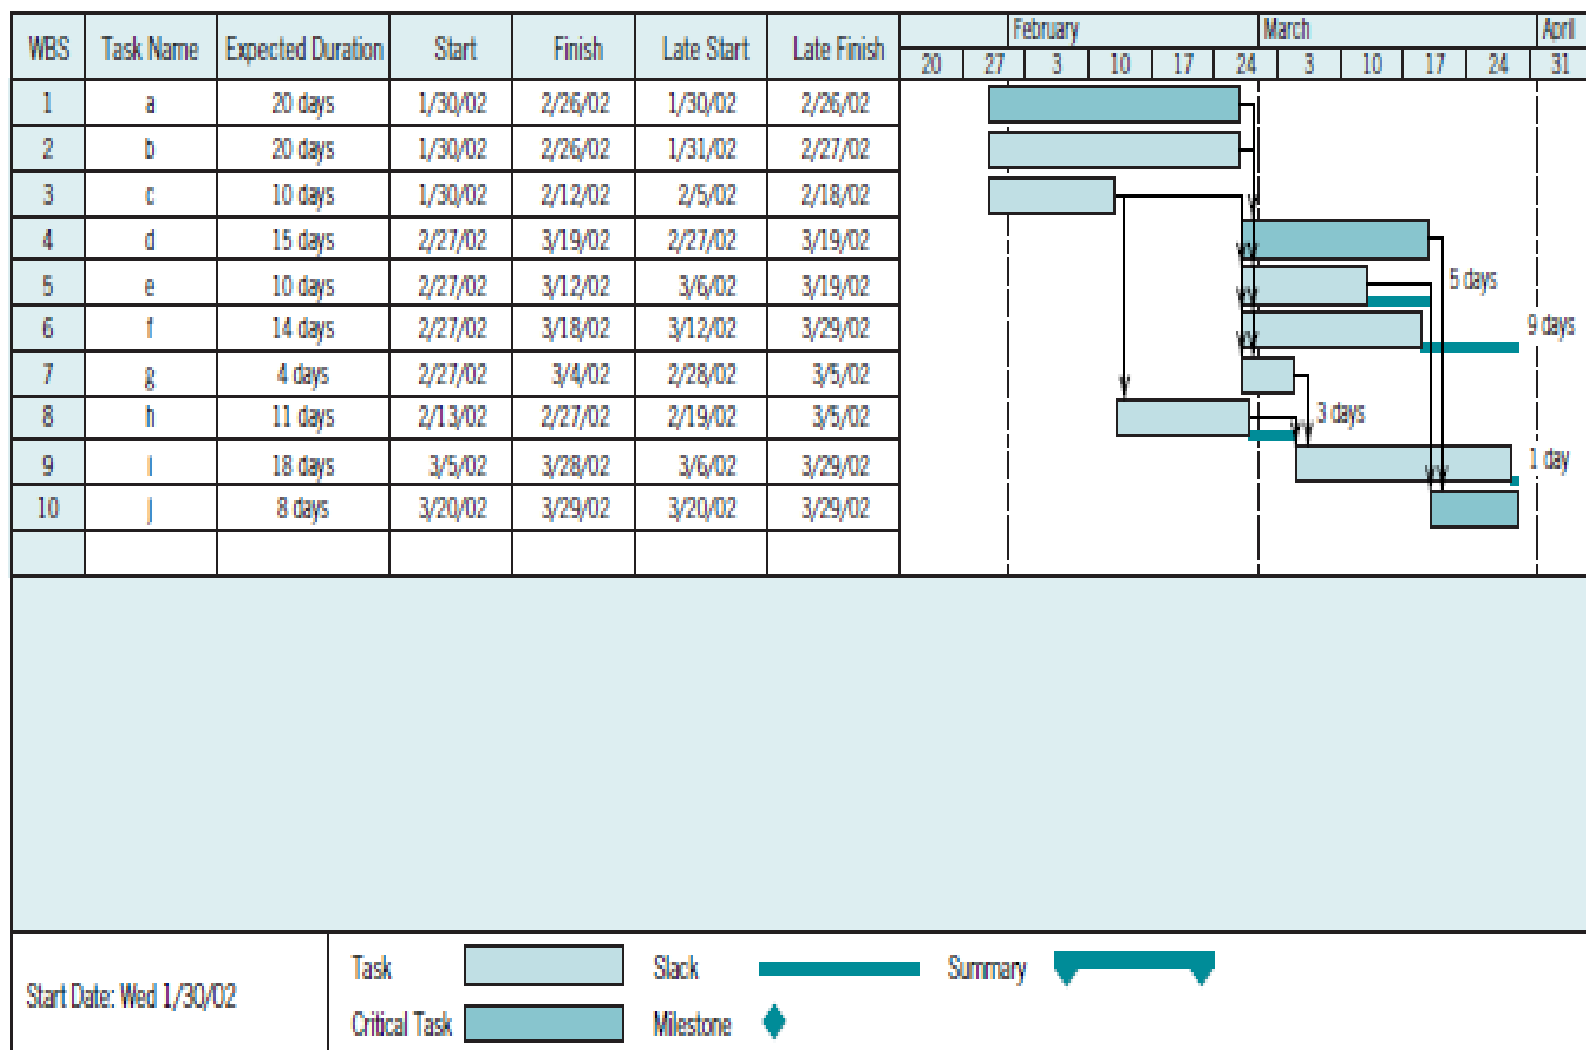 February March April
WBS Task Name Expected Duration Start Finish Late Start Late Finish
20 27 3 10 17 24 3 10 17 24 31
1 a 20 days 1/30/02 2/26/02 1/30/02 2/26/02
2 b 20 days 1/30/02 2/26/02 1/31/02 2/27/02
3 c 10 days 1/30/02 2/12/02 2/5/02 2/18/02
4 d 15 days 2/27/02 3/19/02 2/27/02 3/19/02
5 e 10 days 2/27/02 3/12/02 3/6/02 3/19/02 5 days
6 f 14 days 2/27/02 3/18/02 3/12/02 3/29/02 9 days
7 g 4 days 2/27/02 3/4/02 2/28/02 3/5/02
8 h 11 days 2/13/02 2/27/02 2/19/02 3/5/02 3 days
9 i 18 days 3/5/02 3/28/02 3/6/02 3/29/02 1 day
10 j 8 days 3/20/02 3/29/02 3/20/02 3/29/02
Start Date: Wed 1/30/02
Task Slack Summary
Critical Task Milestone